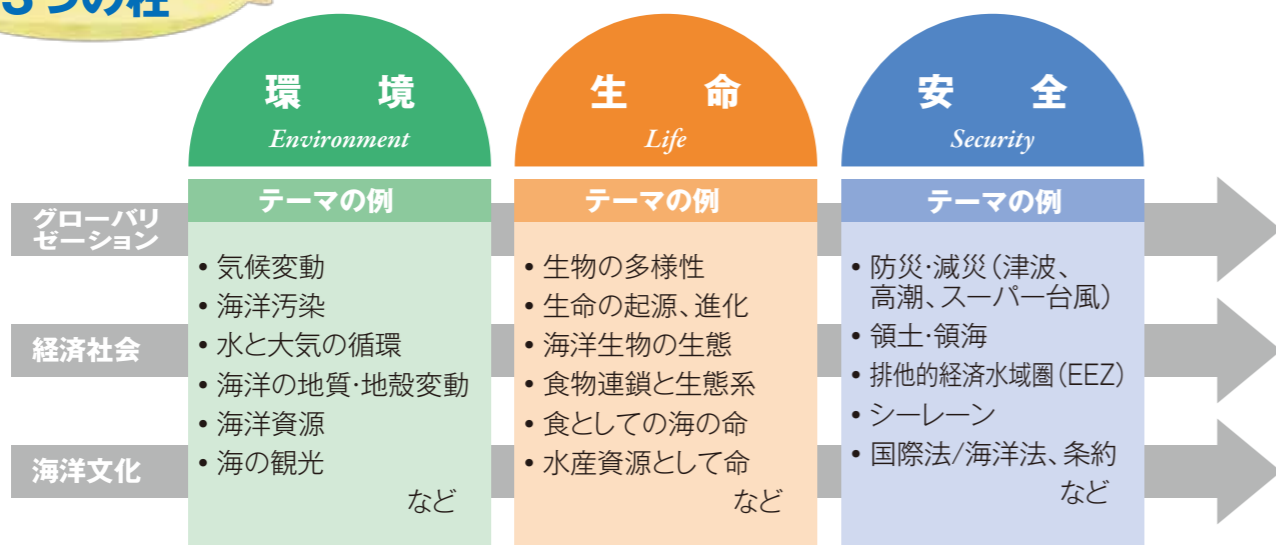 3つの柱
環境
Environment
生命
Life
安全
Security
グローバリ
ゼーション
経済社会
海洋文化
テーマの例
• 気候変動
• 海洋汚染
• 水と大気の循環
• 海洋の地質・地殻変動
• 海洋資源
• 海の観光
など
テーマの例
• 生物の多様性
• 生命の起源、進化
• 海洋生物の生態
• 食物連鎖と生態系
• 食としての海の命
• 水産資源として命
など
テーマの例
• 防災・減災（津波、
高潮、スーパー台風）
• 領土・領海
• 排他的経済水域圏（EEZ）
• シーレーン
• 国際法/海洋法、条約
など